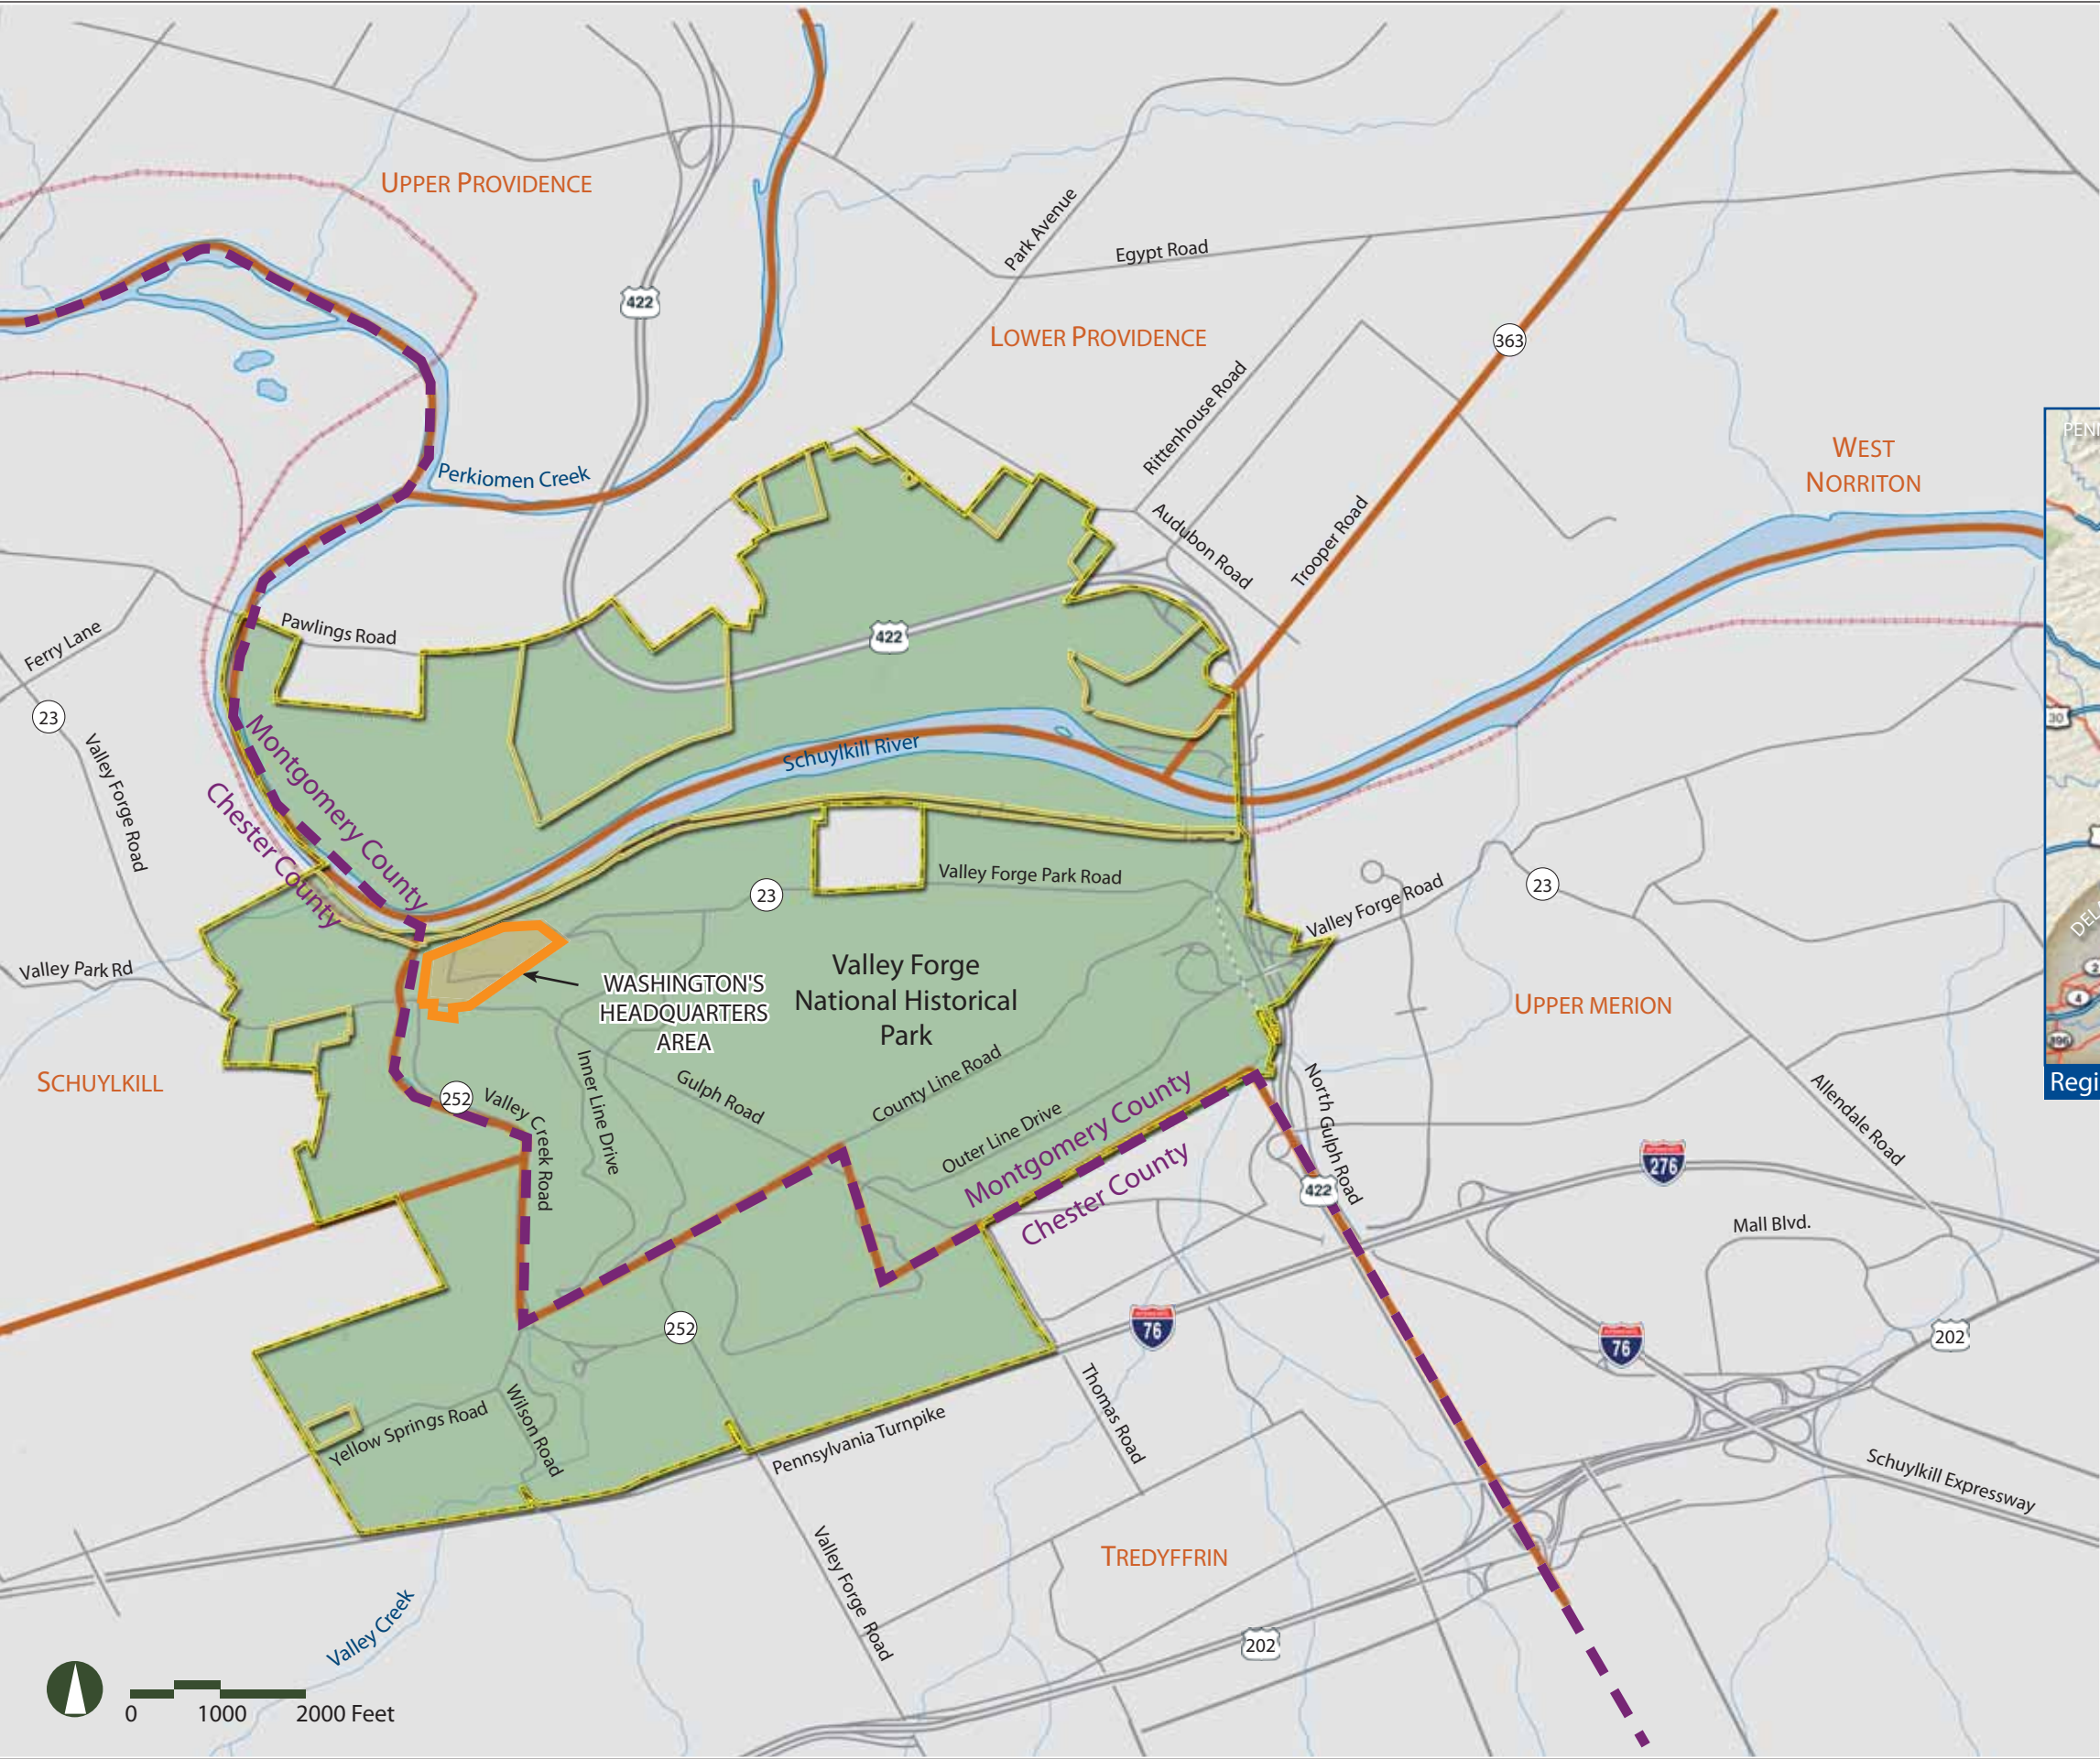 UPPER PROVIDENCE
Park Avenue
Egypt Road
422
LOWER PROVIDENCE
363
Rittenhouse Road
WEST
NORRITON
Perkiomen Creek
Audubon Road
Trooper Road
Pawlings Road
422
Ferry Lane
23
Valley Forge Road
Montgomery County
Chester County
Schuylkill River
Valley Forge Park Road
23
Valley Forge Road
23
Valley Park Rd
WASHINGTON'S
HEADQUARTERS
AREA
Valley Forge
National Historical
Park
UPPER MERION
SCHUYLKILL
252
Valley Creek Road
Inner Line Drive
Gulph Road
County Line Road
Outer Line Drive
Montgomery County
Chester County
North Gulph Road
422
Allendale Road
276
Mall Blvd.
252
76
76
202
Yellow Springs Road
Wilson Road
Pennsylvania Turnpike
Thomas Road
Schuylkill Expressway
TREDYFFRIN
Valley Forge Road
Valley Creek
202
0 1000 2000 Feet
PEN
30
DEL
2
4
Regi